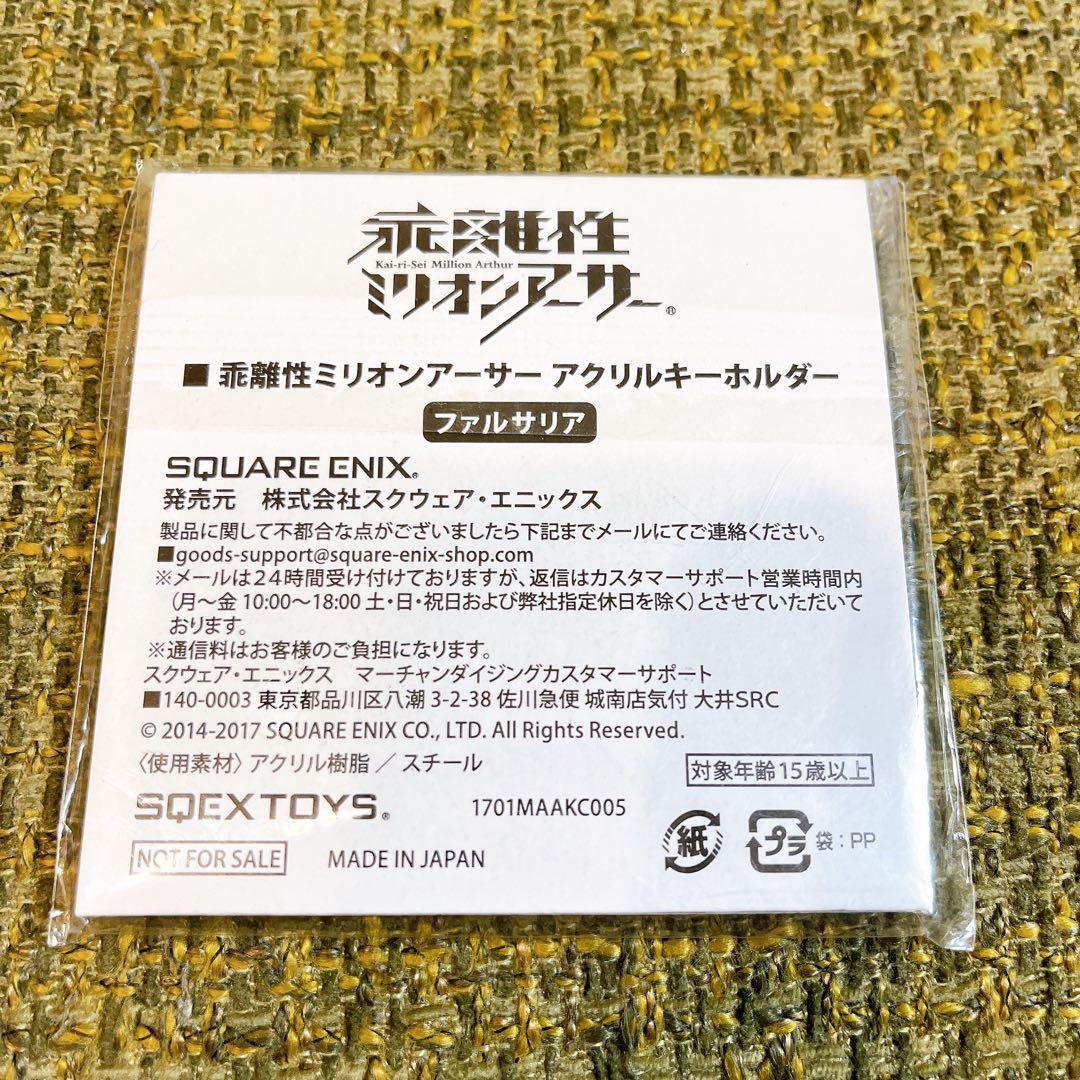 乖離性
Kai-ri-Sei Million Arthur
ミリオンアーサー®
■ 乖離性ミリオンアーサー アクリルキーホルダー
ファルサリア
SQUARE ENIX®
発売元 株式会社スクウェア・エニックス
製品に関して不都合な点がございましたら下記までメールにてご連絡ください。
■goods-support@square-enix-shop.com
※メールは24時間受け付けておりますが、返信はカスタマーサポート営業時間内
（月～金 10:00～18:00 土・日・祝日および弊社指定休日を除く）とさせていただいて
おります。
※通信料はお客様のご負担になります。
スクウェア・エニックス マーチャンダイジングカスタマーサポート
■140-0003 東京都品川区八潮 3-2-38 佐川急便 城南店気付 大井SRC
© 2014-2017 SQUARE ENIX CO., LTD. All Rights Reserved.
〈使用素材〉アクリル樹脂 ／ スチール
対象年齢15歳以上
SQEX TOYS® 1701MAAKC005
紙 プラ 袋：PP
NOT FOR SALE MADE IN JAPAN